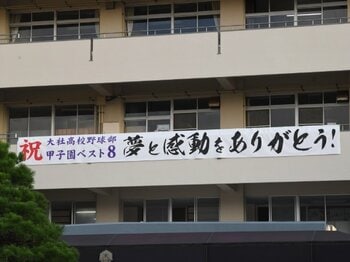 祝
大社高校野球部
甲子園ベスト8
夢と感動をありがとう!